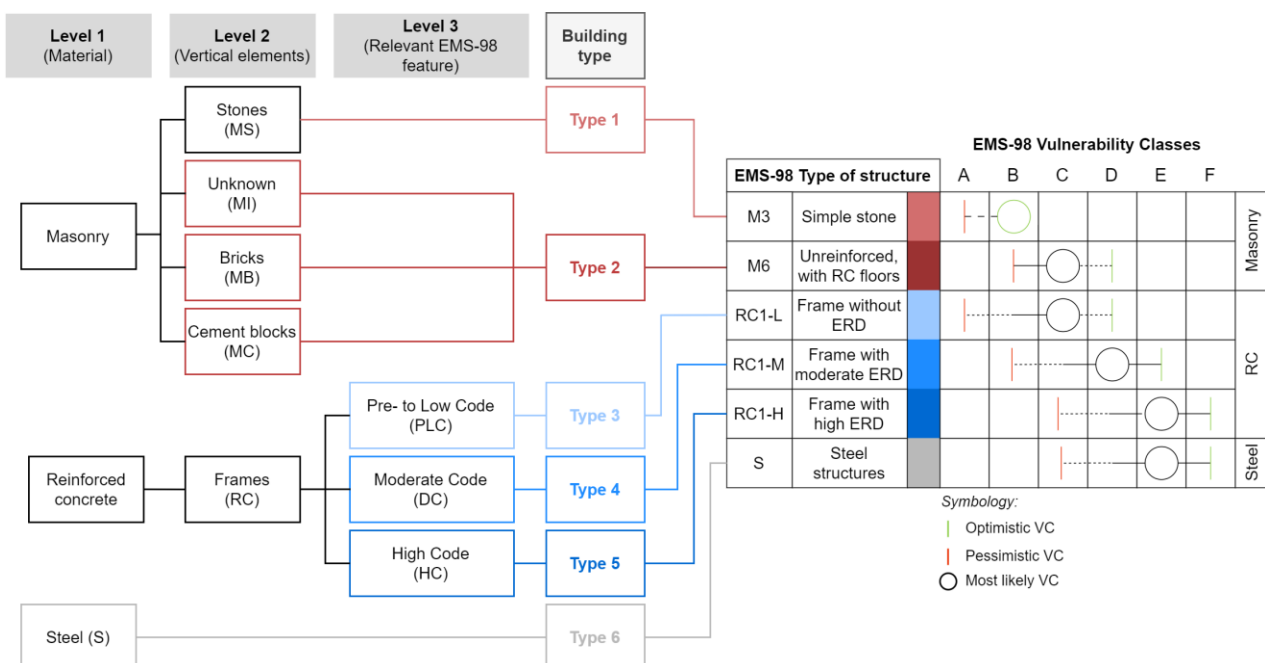 Level 1
(Material)
Level 2
(Vertical elements)
Level 3
(Relevant EMS-98
feature)
Building
type
Masonry
Stones
(MS)
Unknown
(MI)
Bricks
(MB)
Cement blocks
(MC)
Type 1
Type 2
Reinforced
concrete
Frames
(RC)
Pre- to Low Code
(PLC)
Moderate Code
(DC)
High Code
(HC)
Type 3
Type 4
Type 5
Steel (S)
Type 6
EMS-98 Vulnerability Classes
EMS-98 Type of structure
A B C D E F
M3
Simple stone
M6
Unreinforced,
with RC floors
RC1-L
Frame without
ERD
RC1-M
Frame with
moderate ERD
RC1-H
Frame with
high ERD
S
Steel
structures
Masonry
RC
Steel
Symbology:
Optimistic VC
Pessimistic VC
Most likely VC